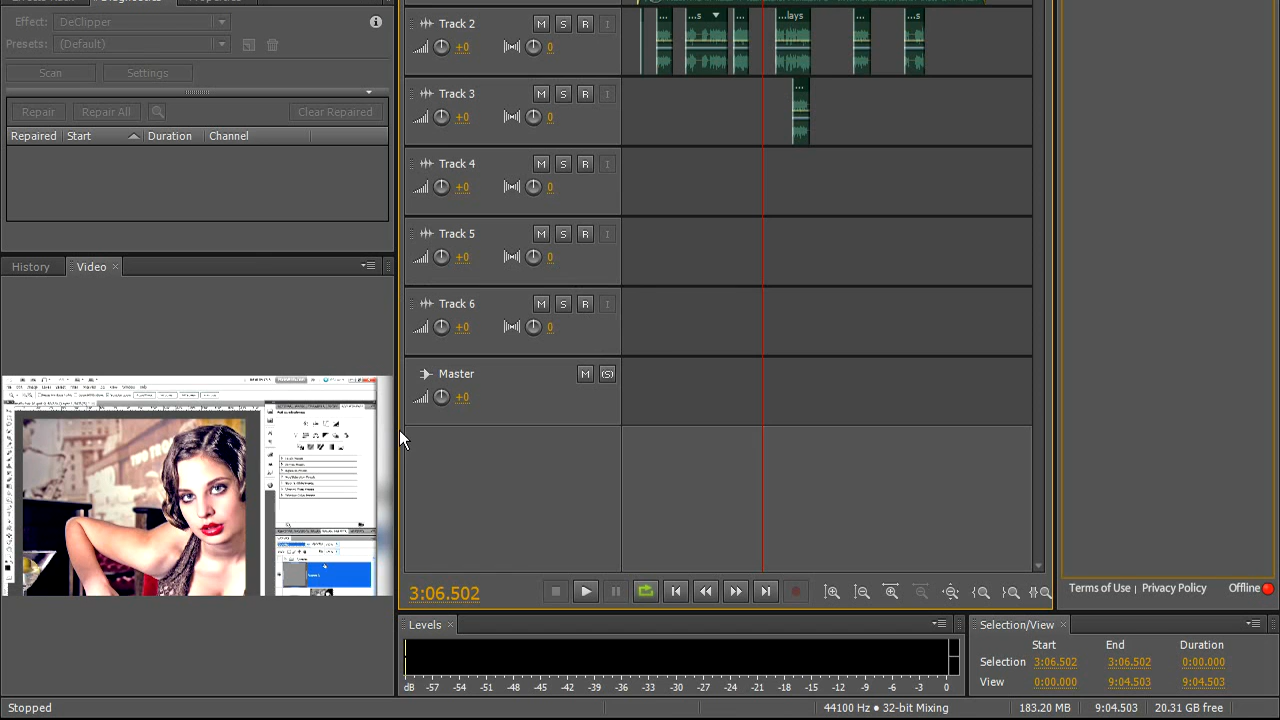 Effect: DeClipper
Presets: (Default)
Scan Settings
Repair Repair All Clear Repaired
Repaired Start Duration Channel
History Video
Track 2 M S R I
+0 0
... ...s ... ...lays ... ...s
Track 3 M S R I
+0 0
...
Track 4 M S R I
+0 0
Track 5 M S R I
+0 0
Track 6 M S R I
+0 0
Master M (S)
+0
3:06.502
Terms of Use | Privacy Policy Offline
Levels
dB -57 -54 -51 -48 -45 -42 -39 -36 -33 -30 -27 -24 -21 -18 -15 -12 -9 -6 -3 0
Selection/View
Start End Duration
Selection 3:06.502 3:06.502 0:00.000
View 0:00.000 9:04.503 9:04.503
Stopped 44100 Hz ● 32-bit Mixing 183.20 MB 9:04.503 20.31 GB free